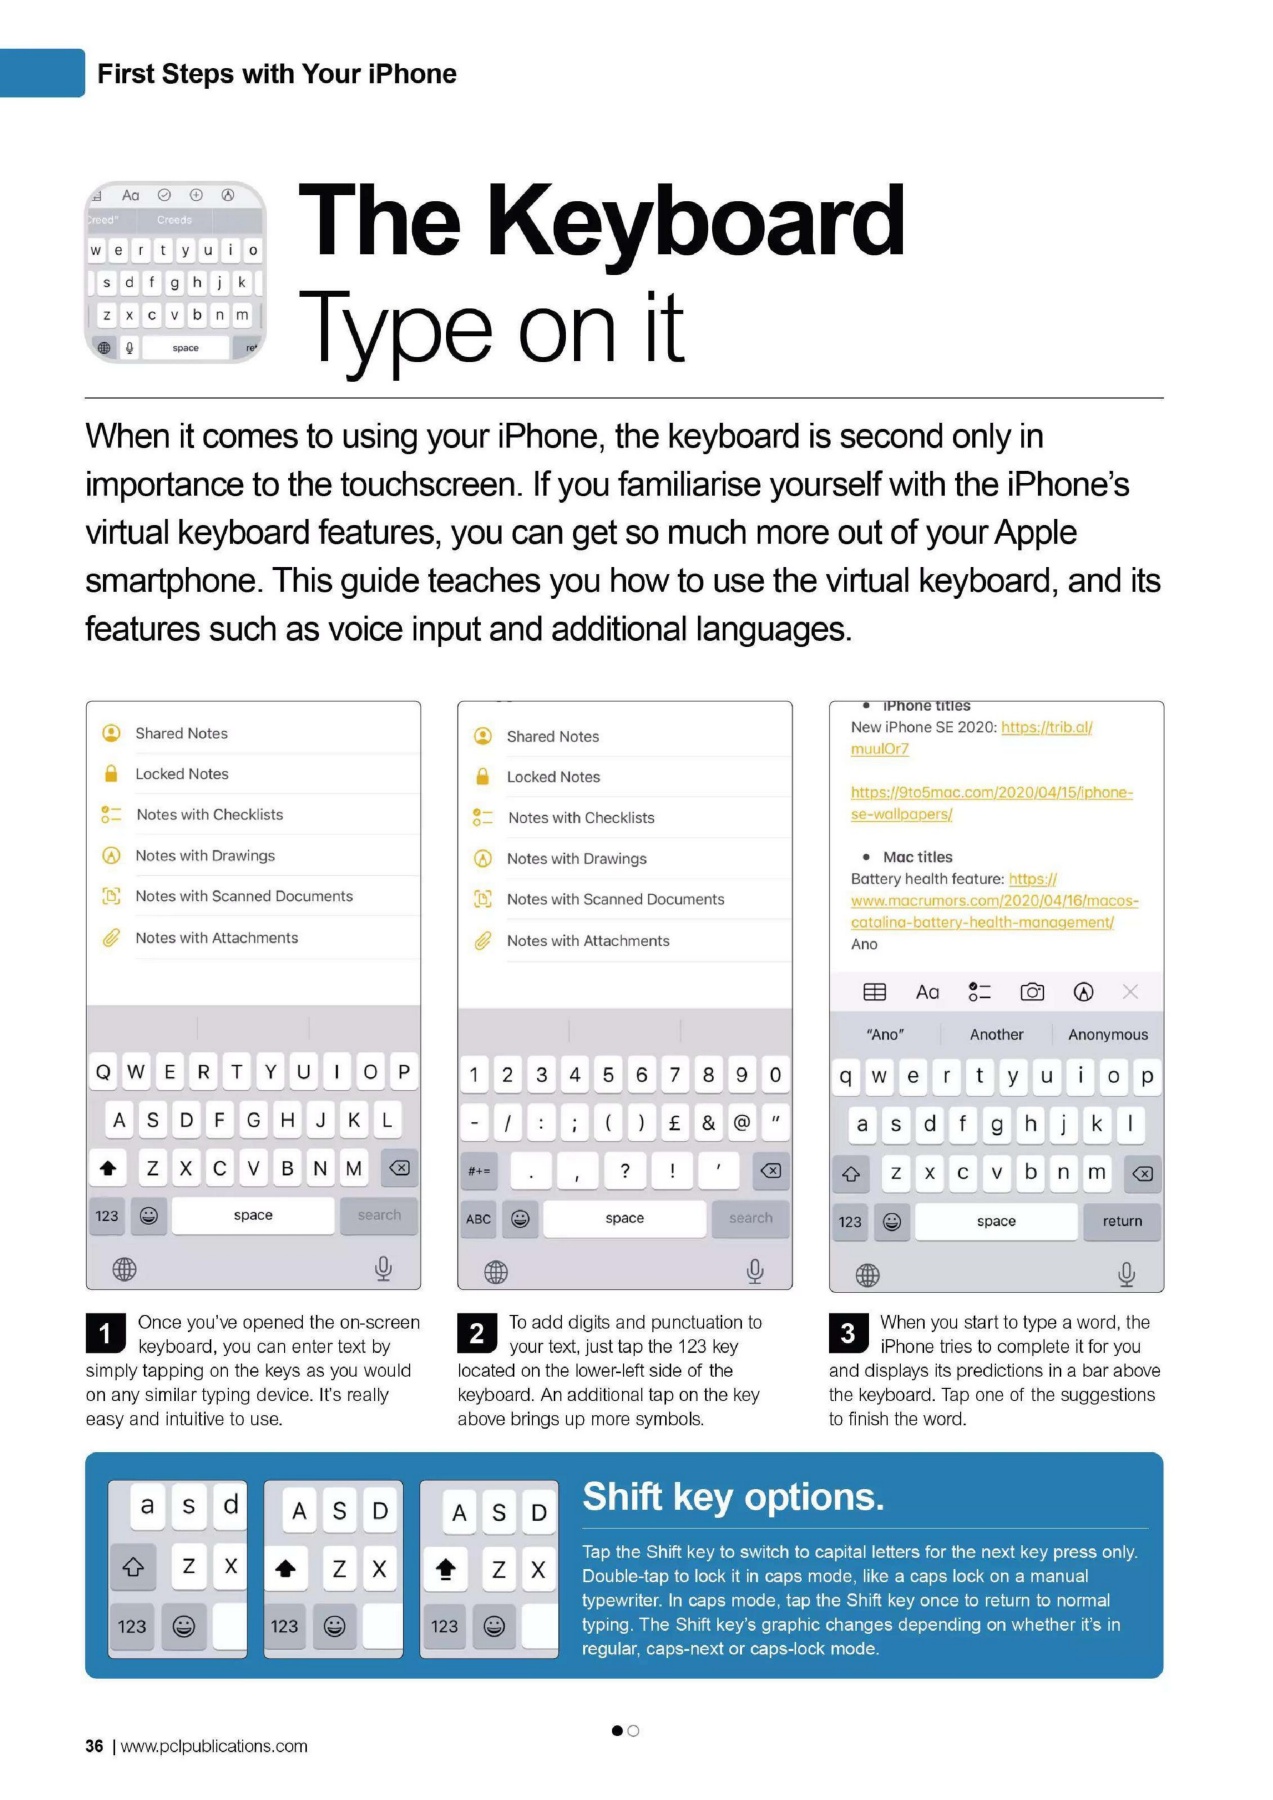 First Steps with Your iPhone
Aa
Creed"
Creeds
w e r t y u i o
s d f g h j k
z x c v b n m
space
The Keyboard
Type on it
When it comes to using your iPhone, the keyboard is second only in
importance to the touchscreen. If you familiarise yourself with the iPhone's
virtual keyboard features, you can get so much more out of your Apple
smartphone. This guide teaches you how to use the virtual keyboard, and its
features such as voice input and additional languages.
Shared Notes
Locked Notes
Notes with Checklists
Notes with Drawings
Notes with Scanned Documents
Notes with Attachments
Q W E R T Y U I O P
A S D F G H J K L
Z X C V B N M
123 space search
Shared Notes
Locked Notes
Notes with Checklists
Notes with Drawings
Notes with Scanned Documents
Notes with Attachments
1 2 3 4 5 6 7 8 9 0
- / : ; ( ) £ & @ "
#+= . , ? ! '
ABC space search
• iPhone titles
New iPhone SE 2020: https://trib.al/
muulOr7
https://9to5mac.com/2020/04/15/iphone-
se-wallpapers/
• Mac titles
Battery health feature: https://
www.macrumors.com/2020/04/16/macos-
catalina-battery-health-management/
Ano
Aa
"Ano" Another Anonymous
q w e r t y u i o p
a s d f g h j k l
z x c v b n m
123 space return
1 Once you've opened the on-screen
keyboard, you can enter text by
simply tapping on the keys as you would
on any similar typing device. It's really
easy and intuitive to use.
2 To add digits and punctuation to
your text, just tap the 123 key
located on the lower-left side of the
keyboard. An additional tap on the key
above brings up more symbols.
3 When you start to type a word, the
iPhone tries to complete it for you
and displays its predictions in a bar above
the keyboard. Tap one of the suggestions
to finish the word.
a s d
z x
123
A S D
Z X
123
A S D
Z X
123
Shift key options.
Tap the Shift key to switch to capital letters for the next key press only.
Double-tap to lock it in caps mode, like a caps lock on a manual
typewriter. In caps mode, tap the Shift key once to return to normal
typing. The Shift key's graphic changes depending on whether it's in
regular, caps-next or caps-lock mode.
36 | www.pclpublications.com